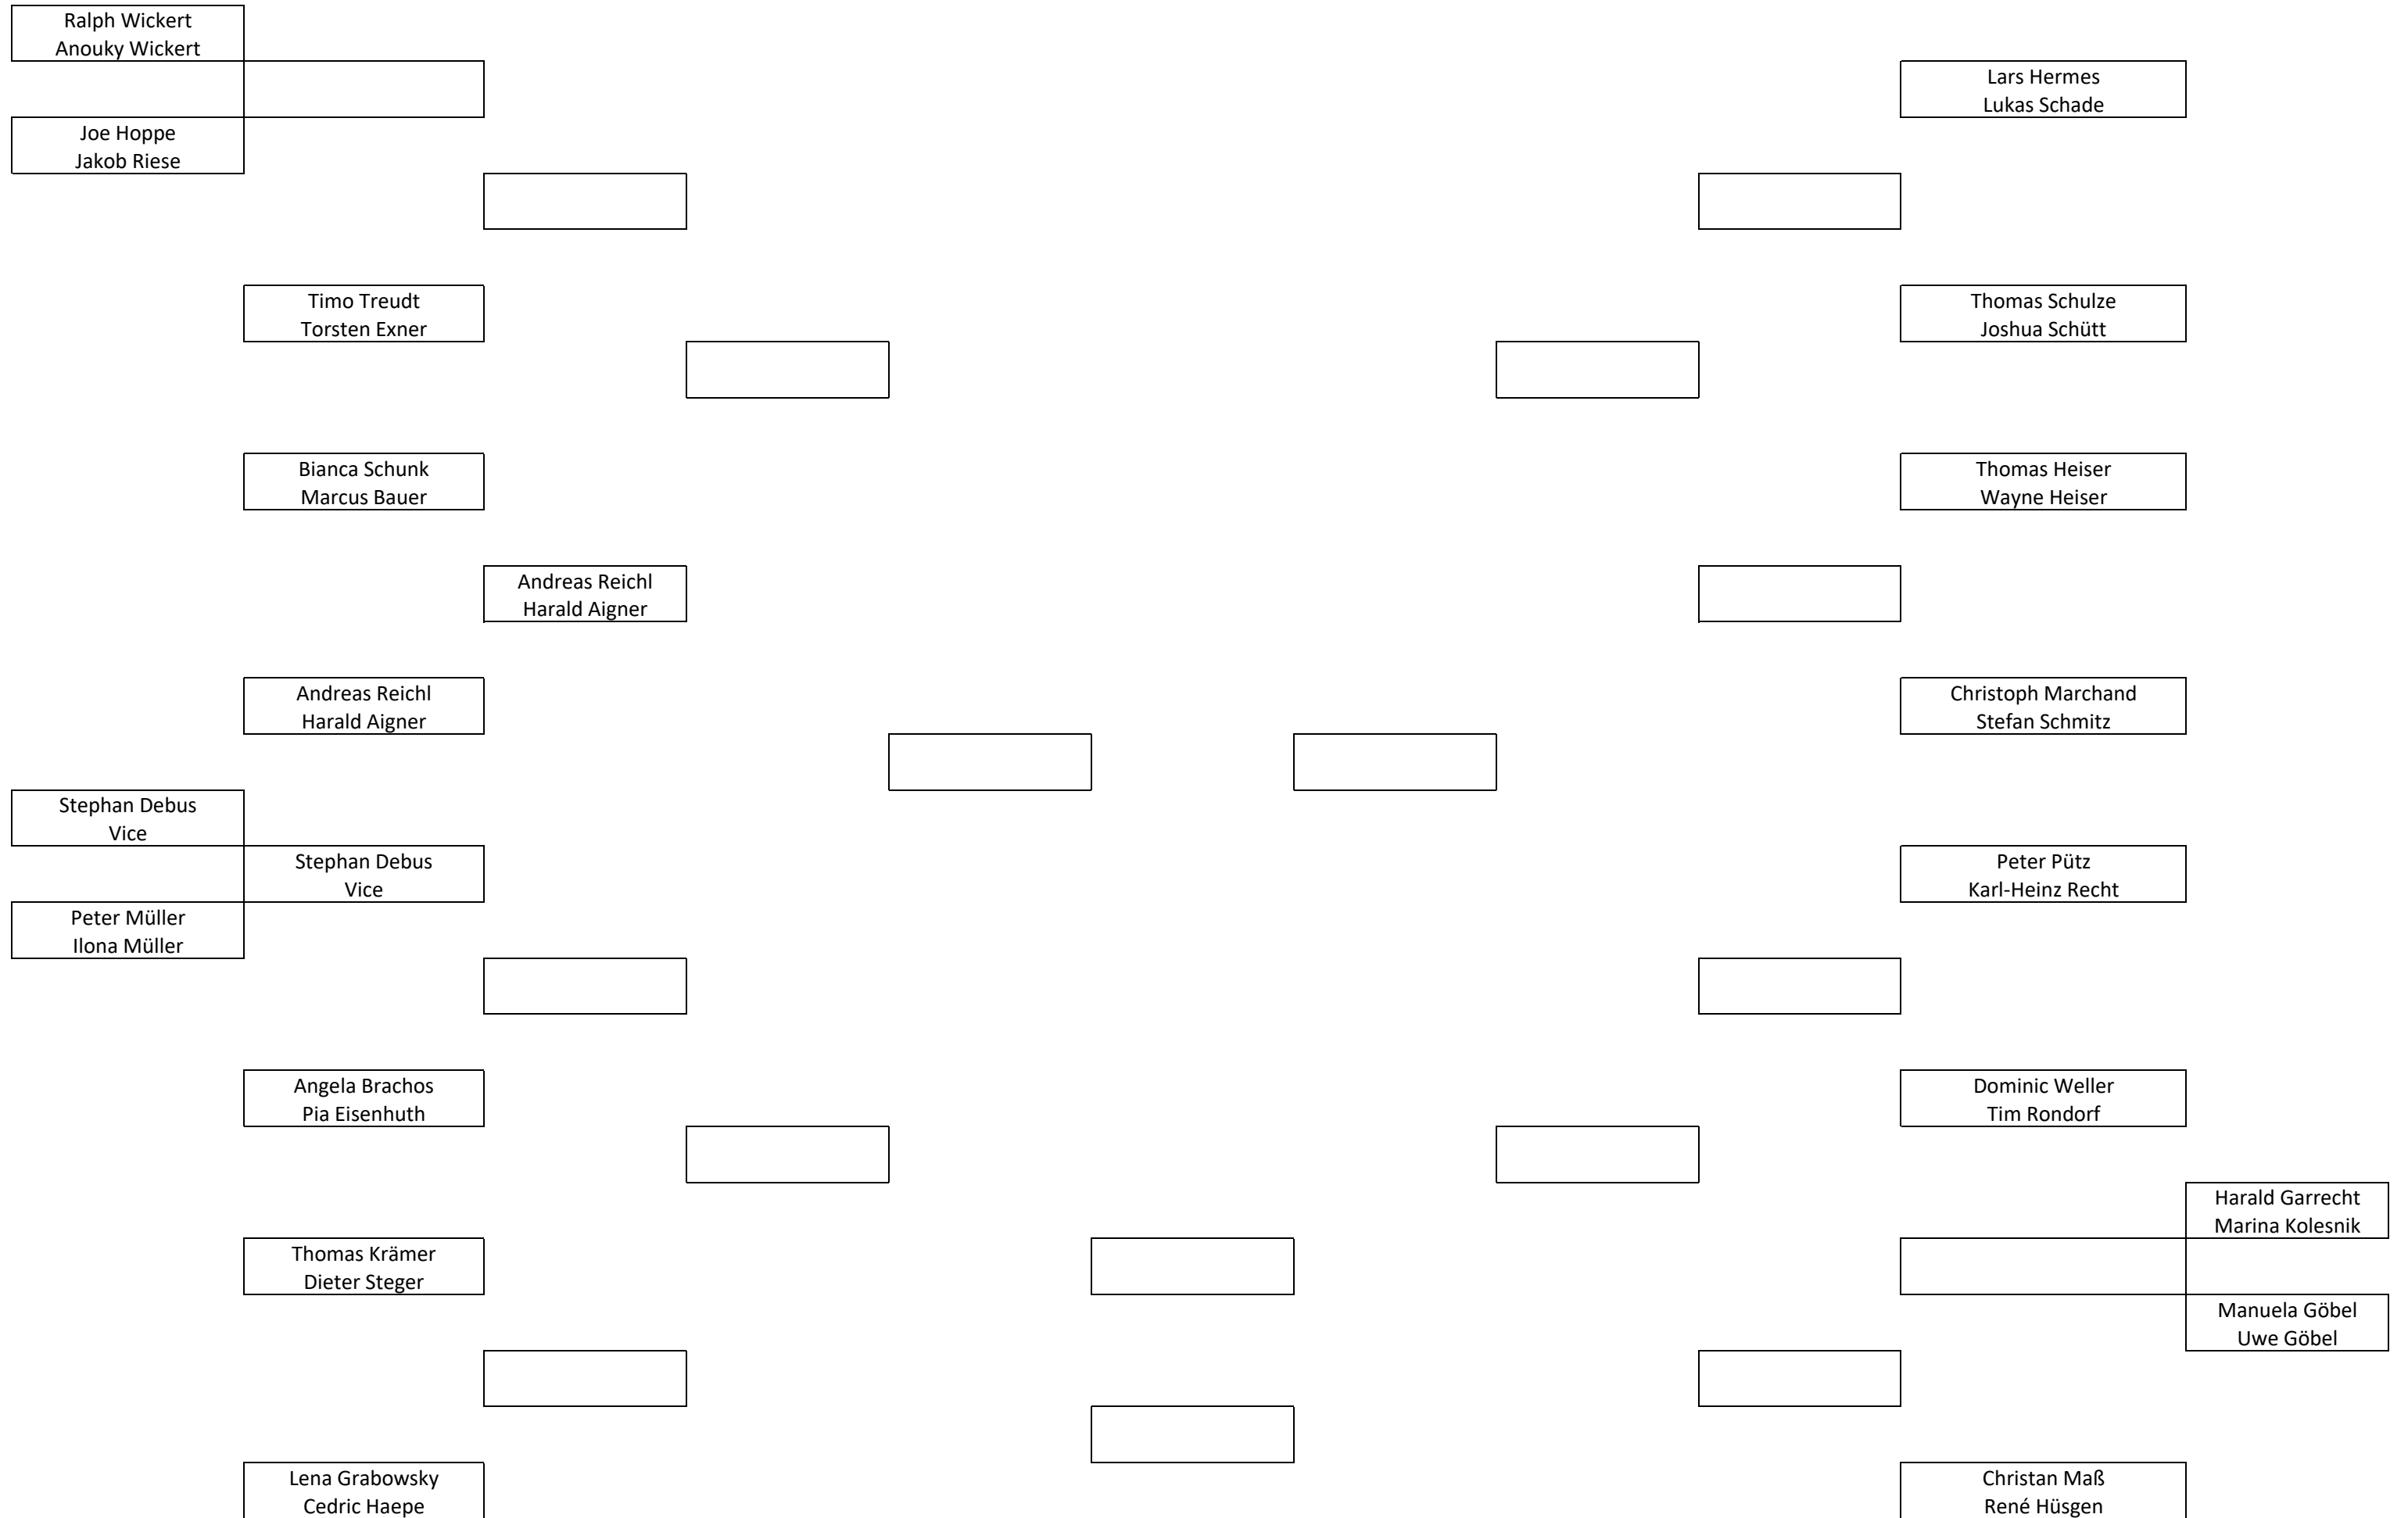 Ralph Wickert
Anouky Wickert
Lars Hermes
Lukas Schade
Joe Hoppe
Jakob Riese
Timo Treudt
Torsten Exner
Thomas Schulze
Joshua Schütt
Bianca Schunk
Marcus Bauer
Thomas Heiser
Wayne Heiser
Andreas Reichl
Harald Aigner
Andreas Reichl
Harald Aigner
Christoph Marchand
Stefan Schmitz
Stephan Debus
Vice
Stephan Debus
Vice
Peter Pütz
Karl-Heinz Recht
Peter Müller
Ilona Müller
Angela Brachos
Pia Eisenhuth
Dominic Weller
Tim Rondorf
Harald Garrecht
Marina Kolesnik
Thomas Krämer
Dieter Steger
Manuela Göbel
Uwe Göbel
Lena Grabowsky
Cedric Haepe
Christan Maß
René Hüsgen